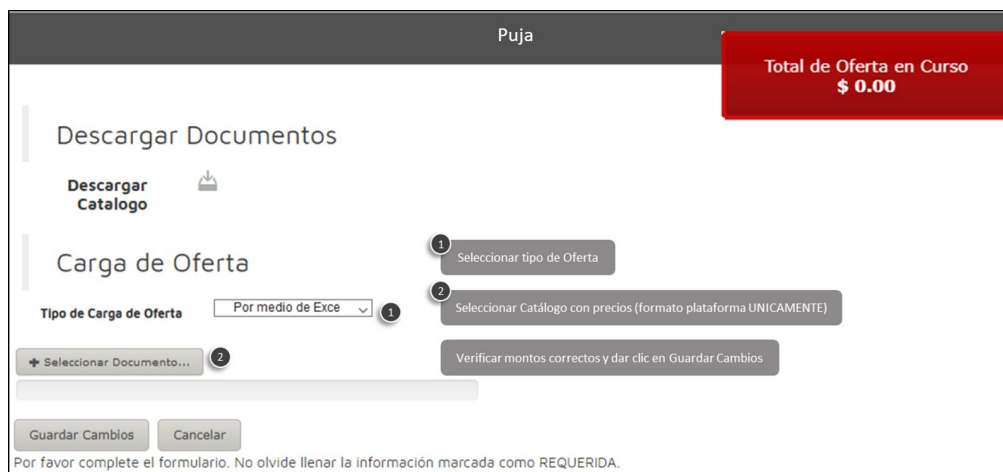 Puja
Total de Oferta en Curso
$ 0.00
Descargar Documentos
Descargar
Catalogo
Carga de Oferta
1 Seleccionar tipo de Oferta
Tipo de Carga de Oferta Por medio de Exce 1
2 Seleccionar Catálogo con precios (formato plataforma UNICAMENTE)
+ Seleccionar Documento... 2
Verificar montos correctos y dar clic en Guardar Cambios
Guardar Cambios Cancelar
Por favor complete el formulario. No olvide llenar la información marcada como REQUERIDA.